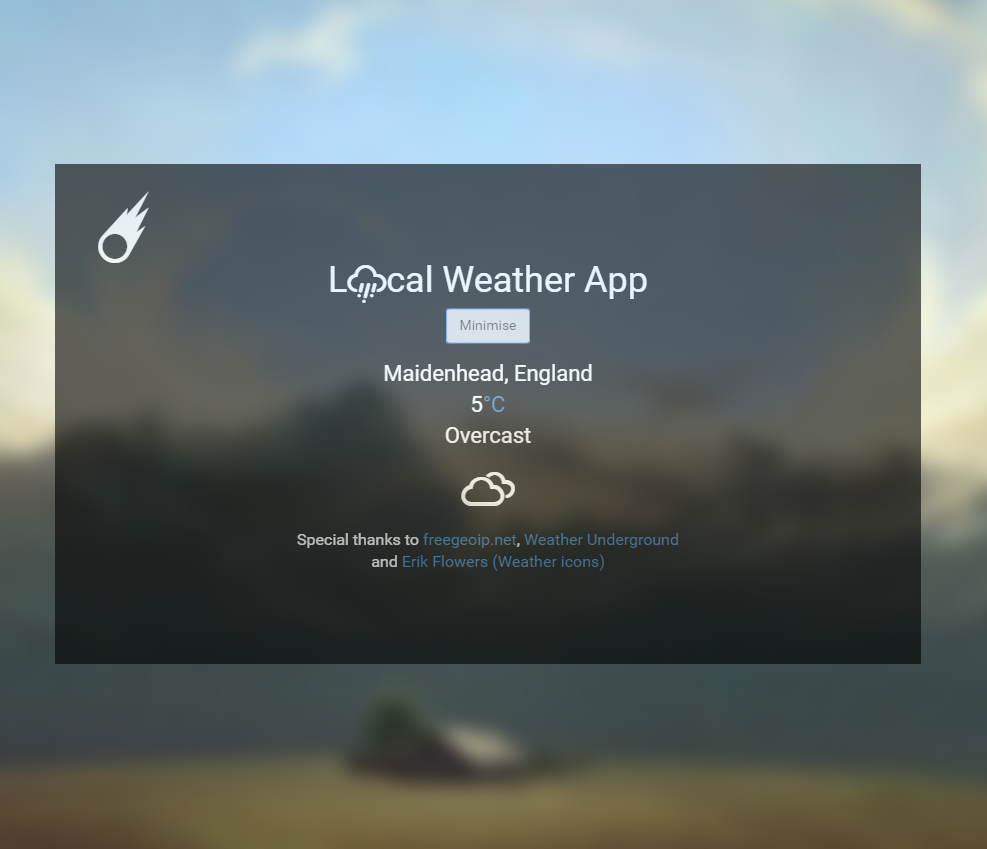 Local Weather App
Minimise
Maidenhead, England
5°C
Overcast
Special thanks to freegeoip.net, Weather Underground
and Erik Flowers (Weather icons)